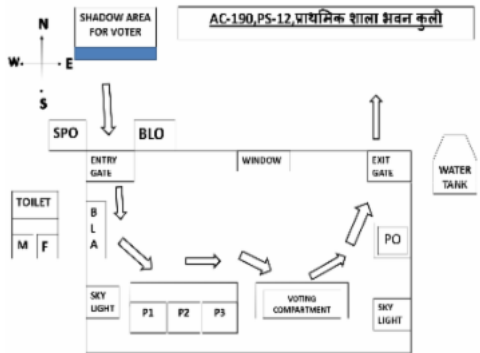 SHADOW AREA
FOR VOTER
AC-190,PS-12,प्राथमिक शाला भवन कुली
N
W
E
S
SPO
BLO
ENTRY
GATE
WINDOW
EXIT
GATE
WATER
TANK
TOILET
M
F
B
L
A
PO
SKY
LIGHT
P1
P2
P3
VOTING
COMPARTMENT
SKY
LIGHT